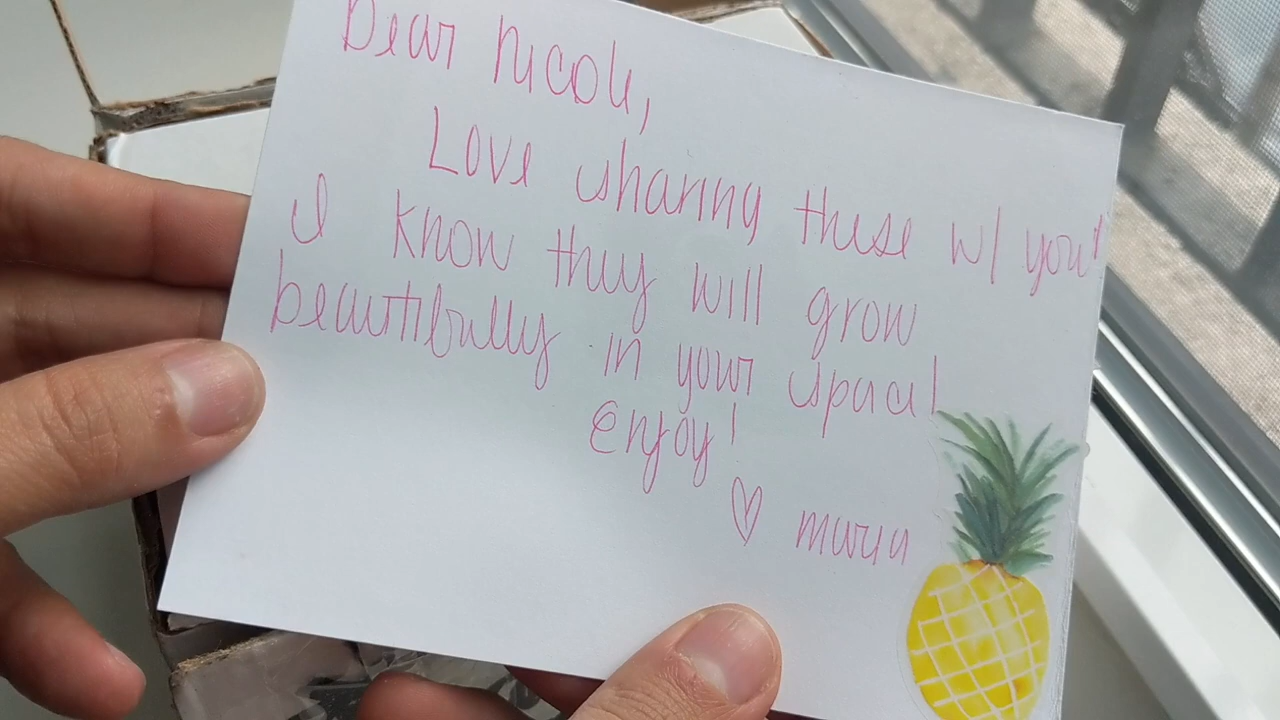 Dear Nicole,
Love sharing these w/ you!
I know they will grow
beautifully in your space!
Enjoy!
♡ Maria